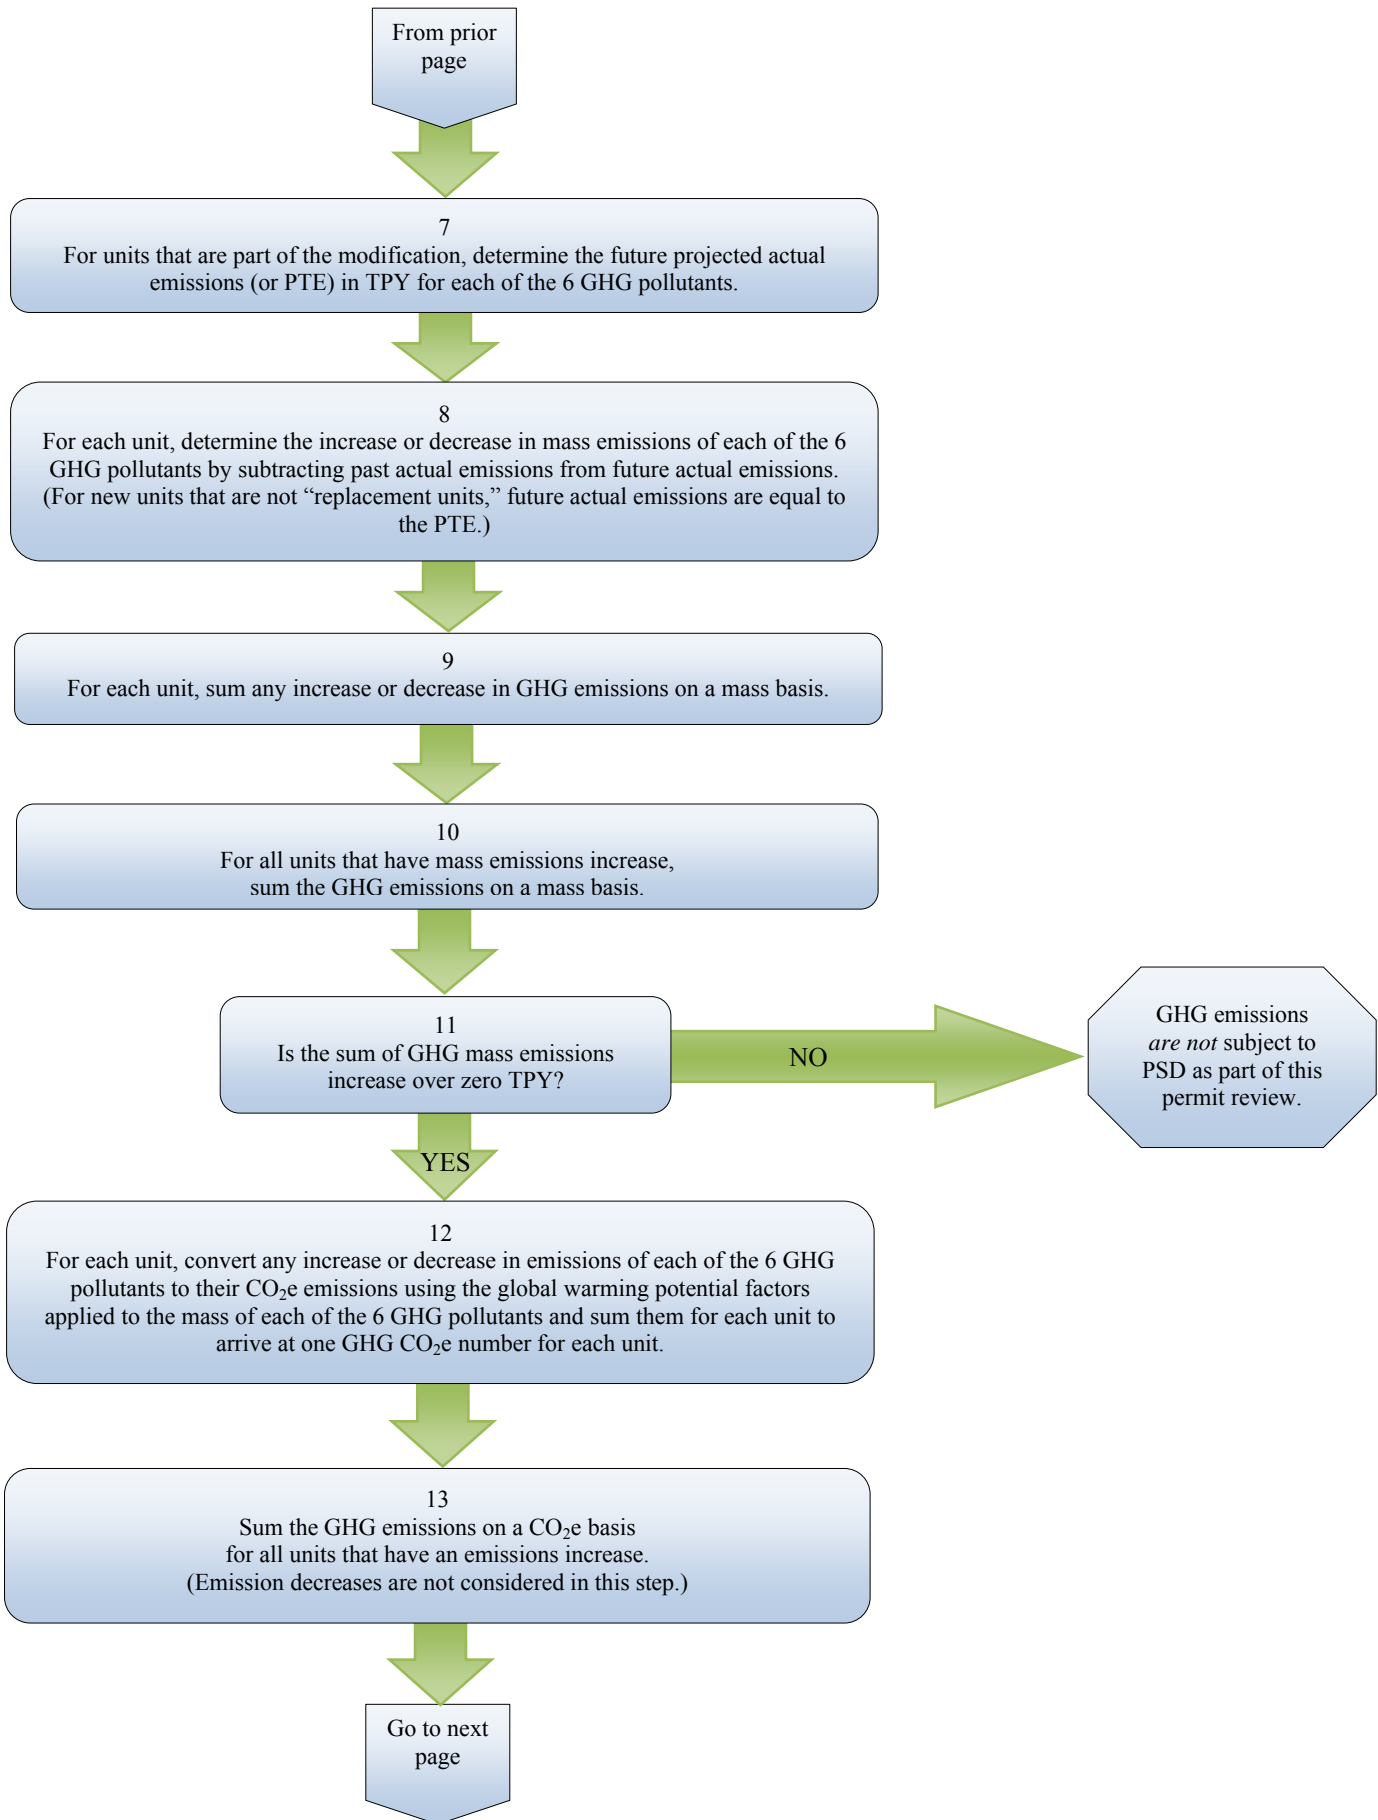 From prior
page
7
For units that are part of the modification, determine the future projected actual
emissions (or PTE) in TPY for each of the 6 GHG pollutants.
8
For each unit, determine the increase or decrease in mass emissions of each of the 6
GHG pollutants by subtracting past actual emissions from future actual emissions.
(For new units that are not “replacement units,” future actual emissions are equal to
the PTE.)
9
For each unit, sum any increase or decrease in GHG emissions on a mass basis.
10
For all units that have mass emissions increase,
sum the GHG emissions on a mass basis.
11
Is the sum of GHG mass emissions
increase over zero TPY?
NO
GHG emissions
are not subject to
PSD as part of this
permit review.
YES
12
For each unit, convert any increase or decrease in emissions of each of the 6 GHG
pollutants to their CO₂e emissions using the global warming potential factors
applied to the mass of each of the 6 GHG pollutants and sum them for each unit to
arrive at one GHG CO₂e number for each unit.
13
Sum the GHG emissions on a CO₂e basis
for all units that have an emissions increase.
(Emission decreases are not considered in this step.)
Go to next
page